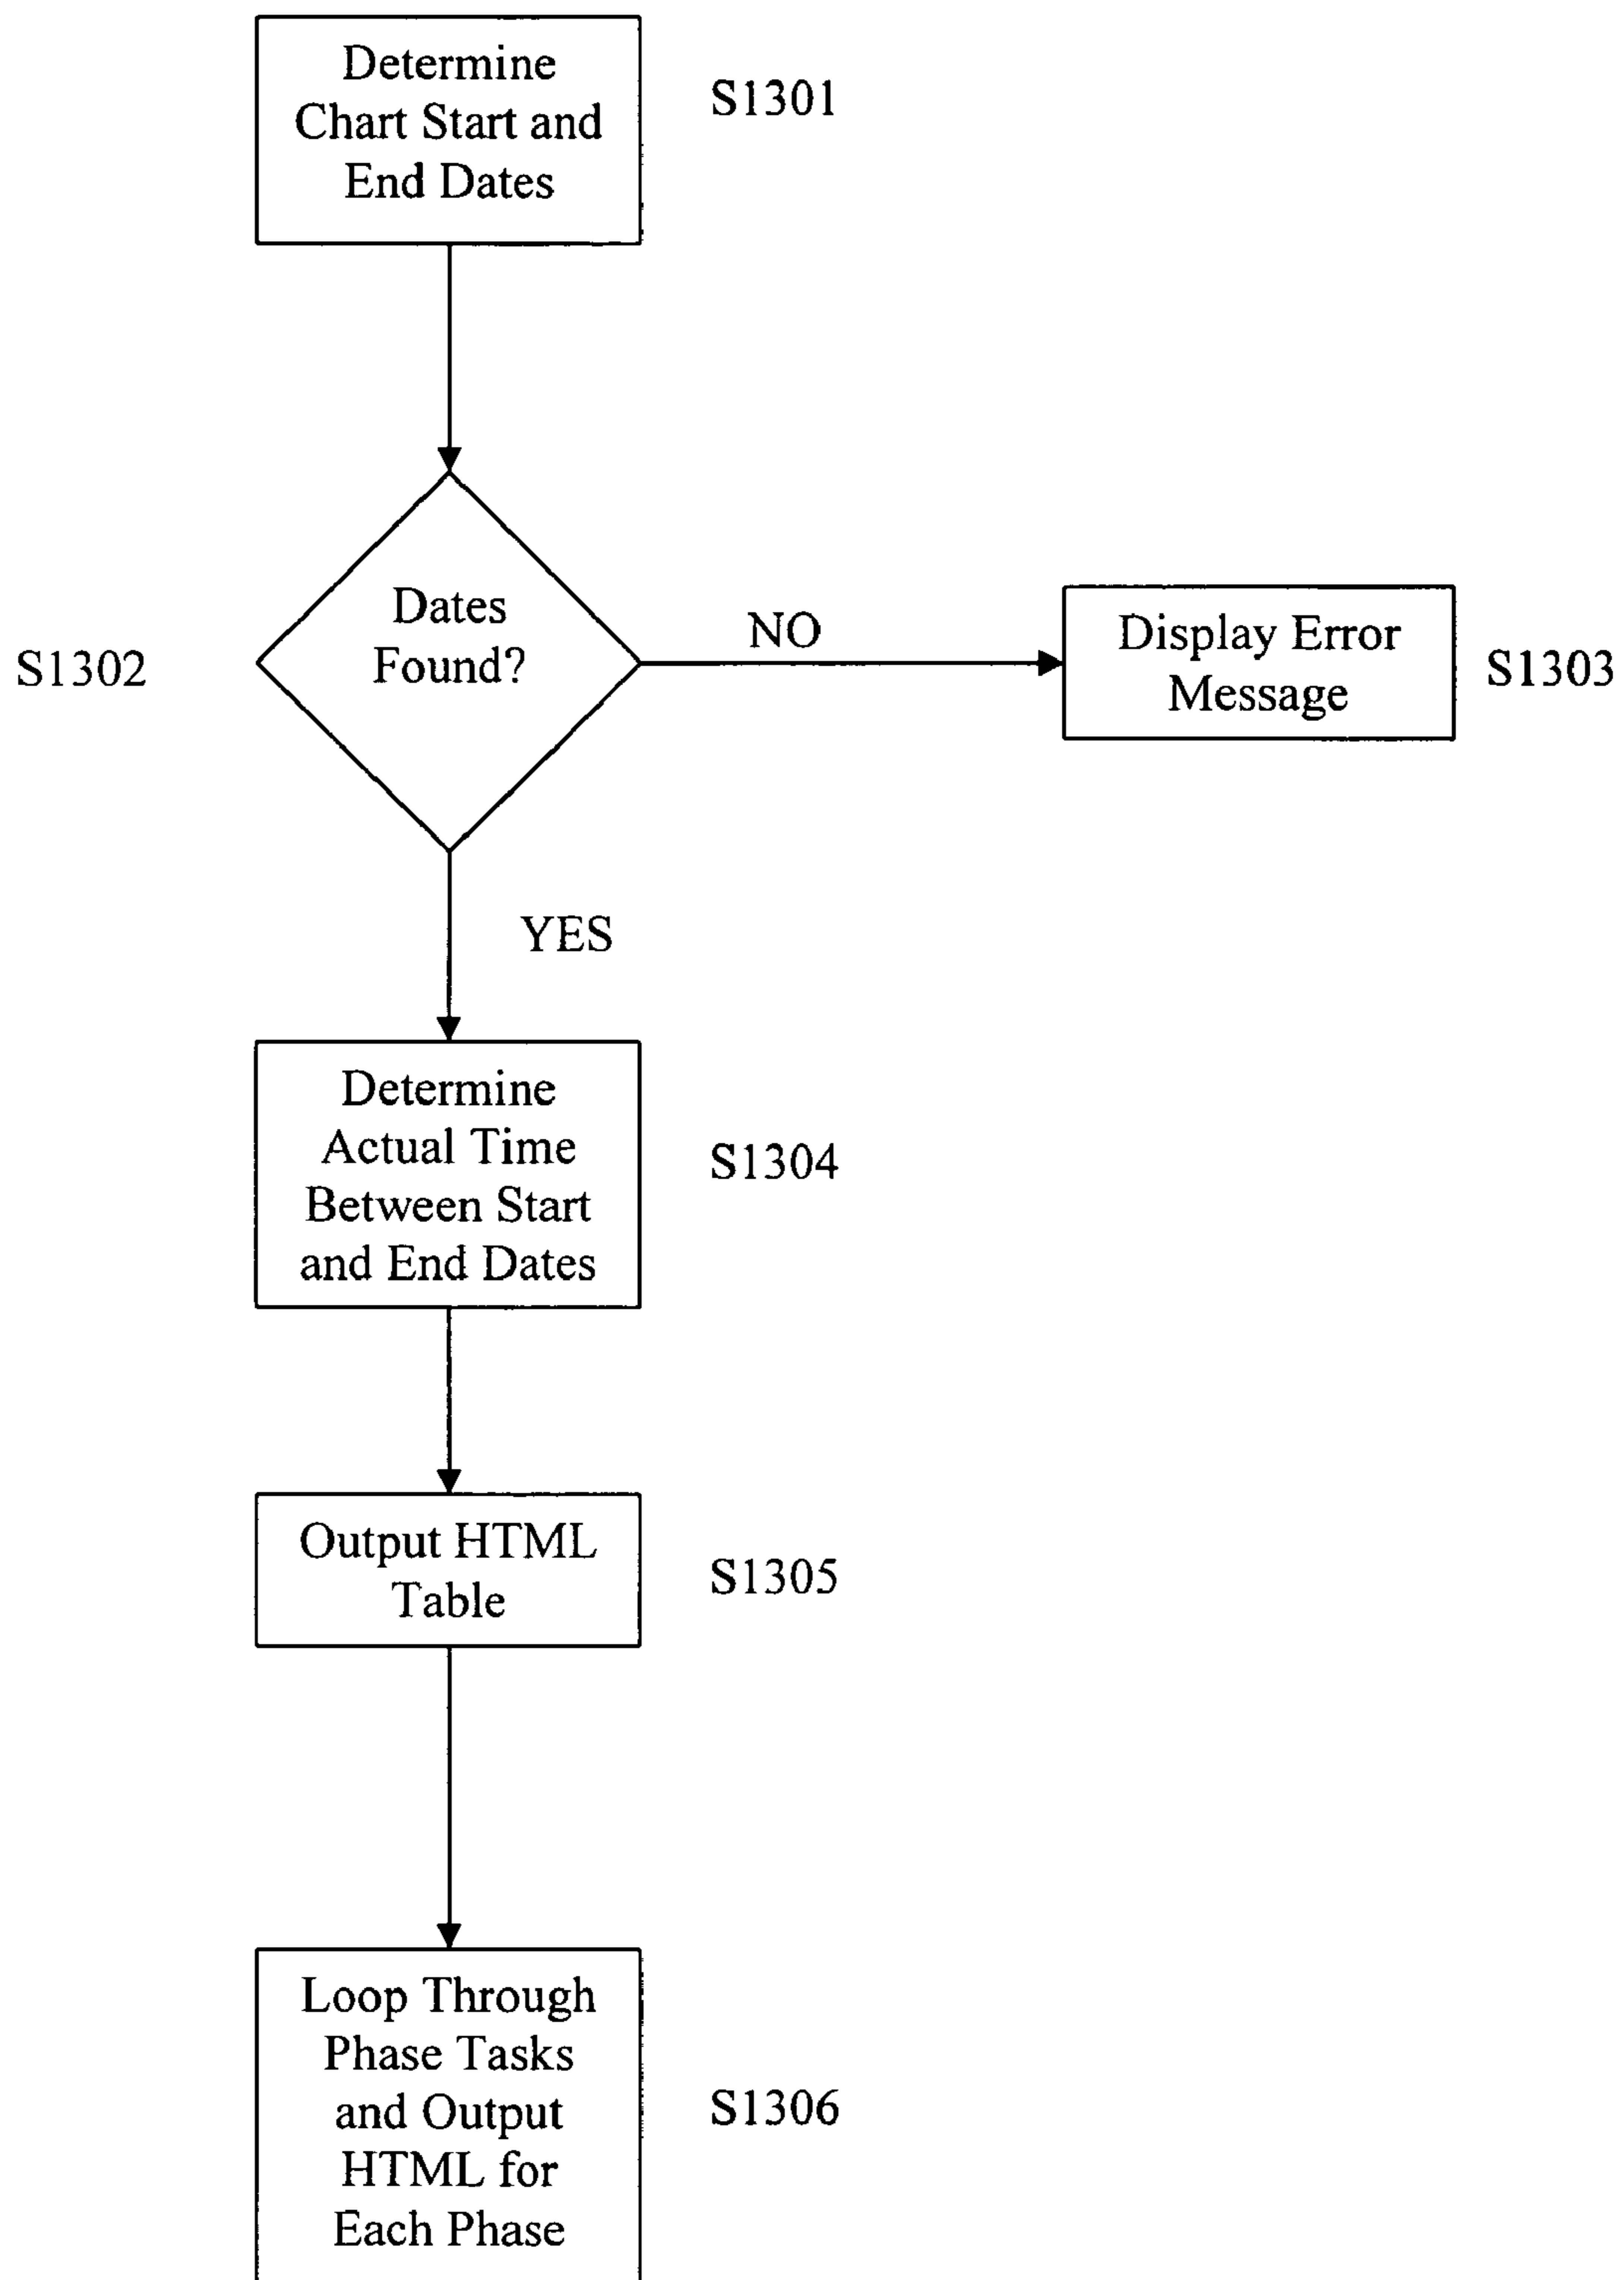 Determine
Chart Start and
End Dates
S1301
Dates
Found?
S1302
NO
Display Error
Message
S1303
YES
Determine
Actual Time
Between Start
and End Dates
S1304
Output HTML
Table
S1305
Loop Through
Phase Tasks
and Output
HTML for
Each Phase
S1306